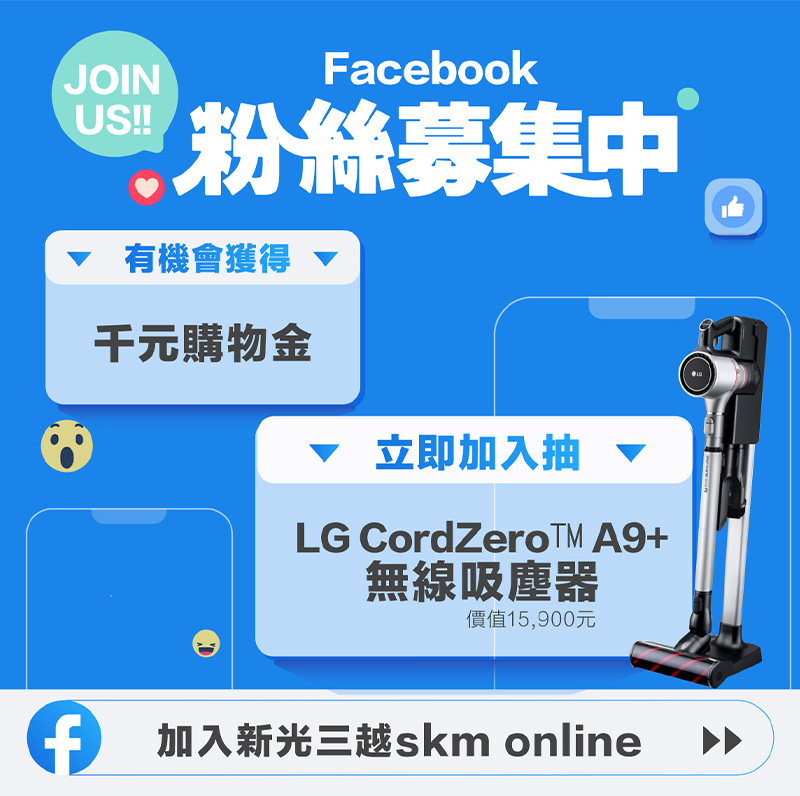 JOIN
US!!
Facebook
粉絲募集中
有機會獲得
千元購物金
立即加入抽
LG CordZero™ A9+
無線吸塵器
價值15,900元
LG
加入新光三越skm online